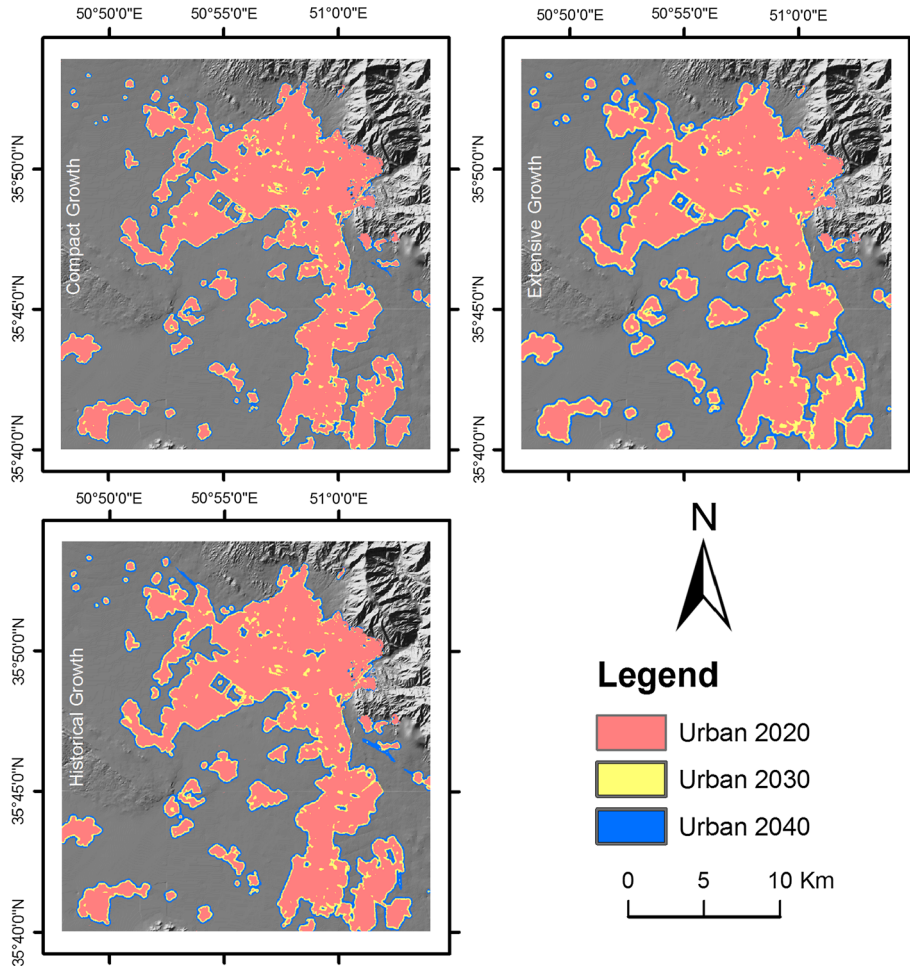 50°50'0"E 50°55'0"E 51°0'0"E
50°50'0"E 50°55'0"E 51°0'0"E
35°50'0"N
35°45'0"N
35°40'0"N
Compact Growth
35°50'0"N
35°45'0"N
35°40'0"N
Extensive Growth
50°50'0"E 50°55'0"E 51°0'0"E
35°50'0"N
35°45'0"N
35°40'0"N
Historical Growth
N
Legend
Urban 2020
Urban 2030
Urban 2040
0 5 10 Km